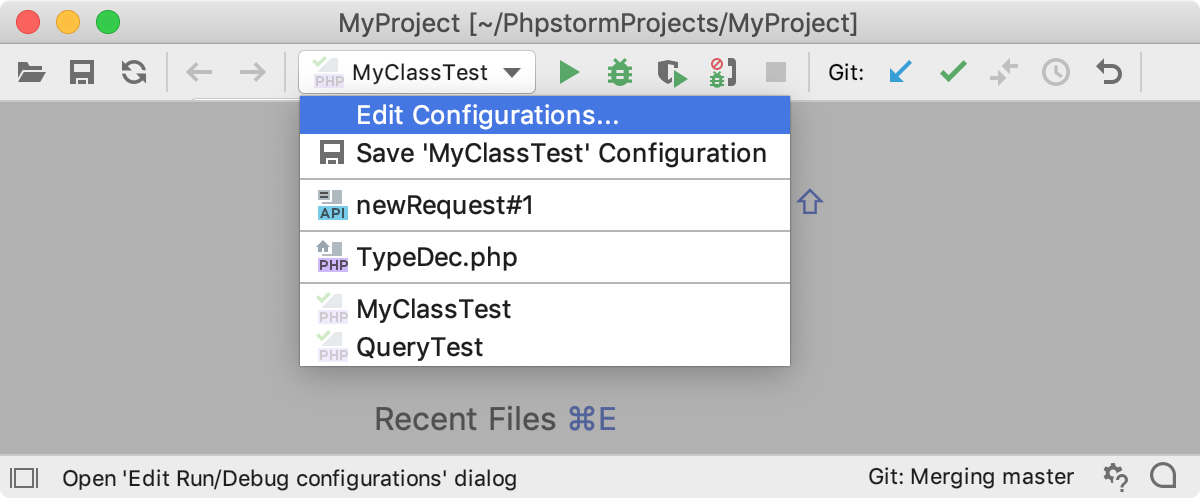 MyProject [~/PhpstormProjects/MyProject]
PHP MyClassTest Git:
Edit Configurations...
Save 'MyClassTest' Configuration
API newRequest#1
PHP TypeDec.php
PHP MyClassTest
PHP QueryTest
Recent Files ⌘E
Open 'Edit Run/Debug configurations' dialog Git: Merging master